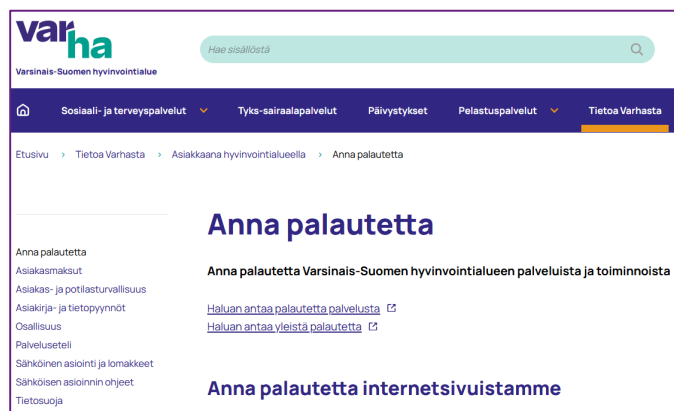 varha
Varsinais-Suomen hyvinvointialue
Hae sisällöstä
Sosiaali- ja terveyspalvelut Tyks-sairaalapalvelut Päivystykset Pelastuspalvelut Tietoa Varhasta
Etusivu > Tietoa Varhasta > Asiakkaana hyvinvointialueella > Anna palautetta
Anna palautetta
Asiakasmaksut
Asiakas- ja potilasturvallisuus
Asiakirja- ja tietopyynnöt
Osallisuus
Palveluseteli
Sähköinen asiointi ja lomakkeet
Sähköisen asioinnin ohjeet
Tietosuoja
Anna palautetta
Anna palautetta Varsinais-Suomen hyvinvointialueen palveluista ja toiminnoista
Haluan antaa palautetta palvelusta
Haluan antaa yleistä palautetta
Anna palautetta internetsivuistamme